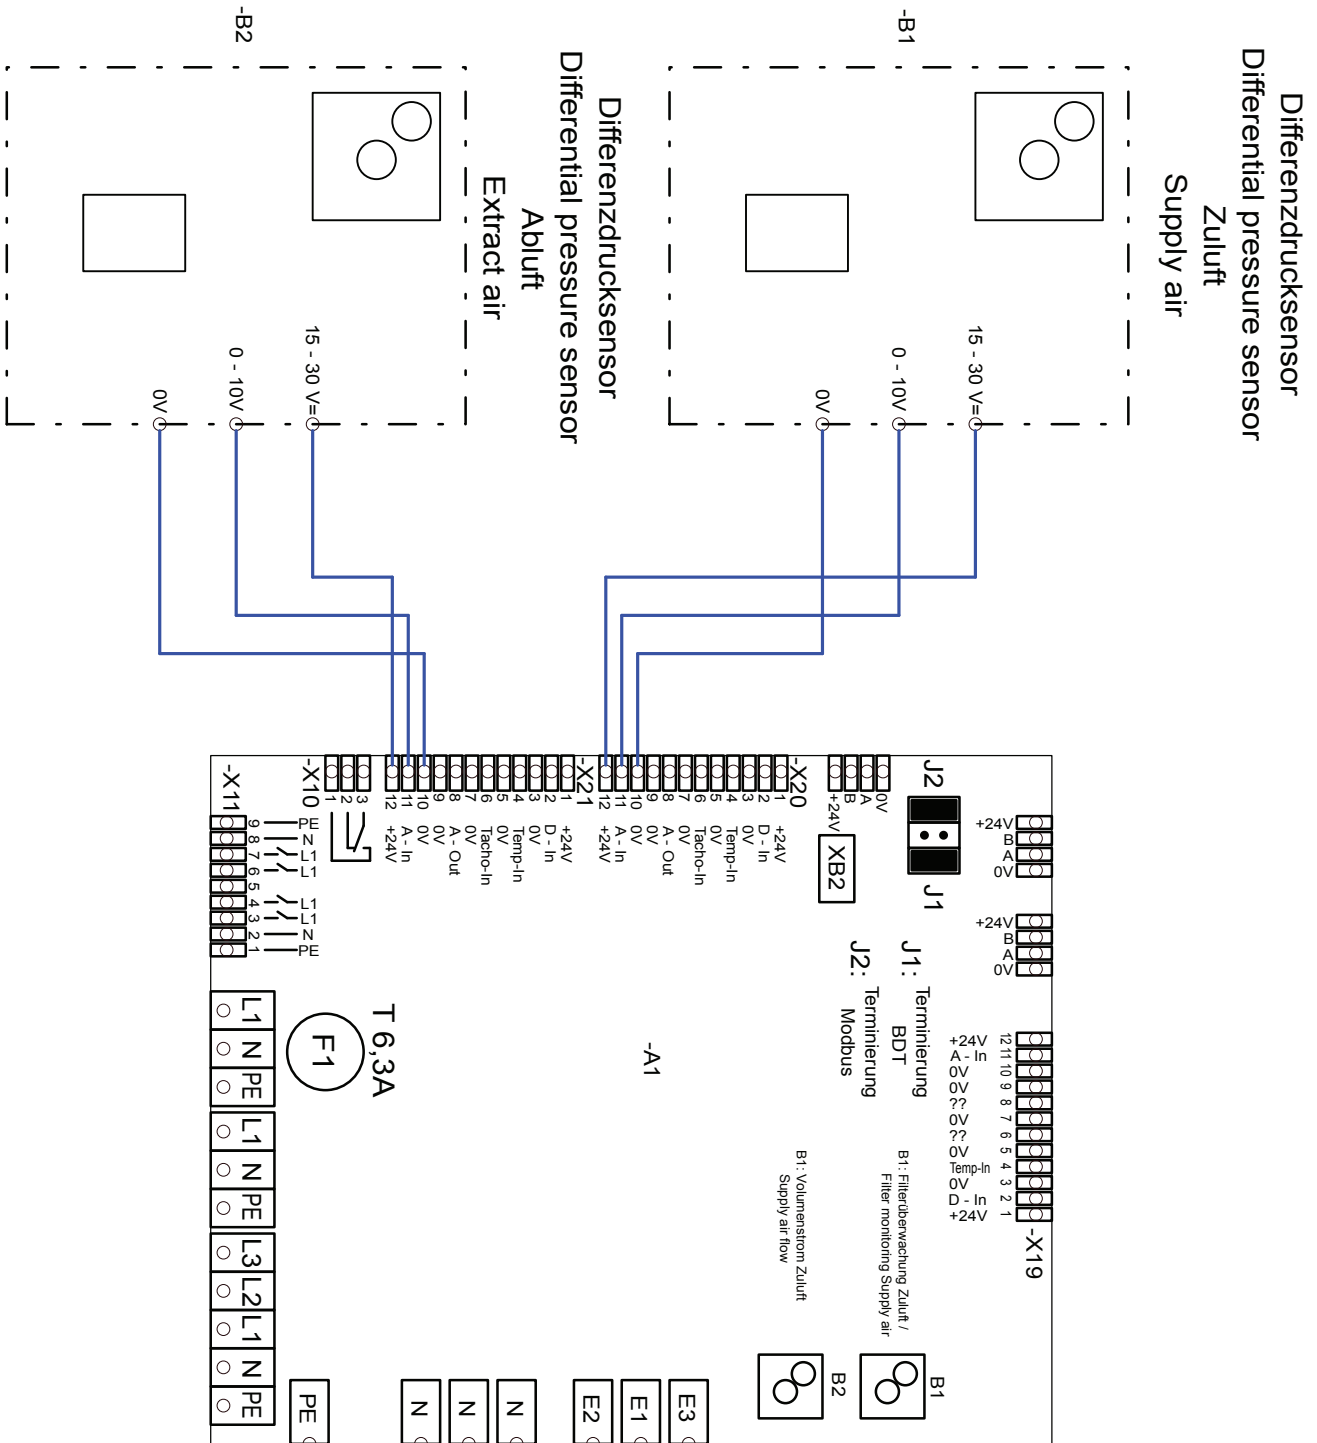 -B1
Differenzdrucksensor
Differential pressure sensor
Zuluft
Supply air
15 - 30 V=
0 - 10V
0V
-B2
Differenzdrucksensor
Differential pressure sensor
Abluft
Extract air
15 - 30 V=
0 - 10V
0V
J2
J1
+24V
B
A
0V
+24V
B
A
0V
0V
A
B
+24V
XB2
-X20
1 +24V
2 D - In
3 0V
4 Temp-In
5 0V
6 Tacho-In
7 0V
8 A - Out
9 0V
10 0V
11 A - In
12 +24V
-X21
1 +24V
2 D - In
3 0V
4 Temp-In
5 0V
6 Tacho-In
7 0V
8 A - Out
9 0V
10 0V
11 A - In
12 +24V
-X10
3
2
1
-X11
9 PE
8 N
7 L1
6 L1
5
4 L1
3 L1
2 N
1 PE
J1: Terminierung
BDT
J2: Terminierung
Modbus
-A1
T 6,3A
F1
-X19
12 +24V
11 A - In
10 0V
9 0V
8 ??
7 0V
6 ??
5 0V
4 Temp-In
3 0V
2 D - In
1 +24V
B1: Filterüberwachung Zuluft /
Filter monitoring Supply air
B1: Volumenstrom Zuluft
Supply air flow
B1
B2
L1
N
PE
L1
N
PE
L3
L2
L1
N
PE
PE
N
N
N
E2
E1
E3